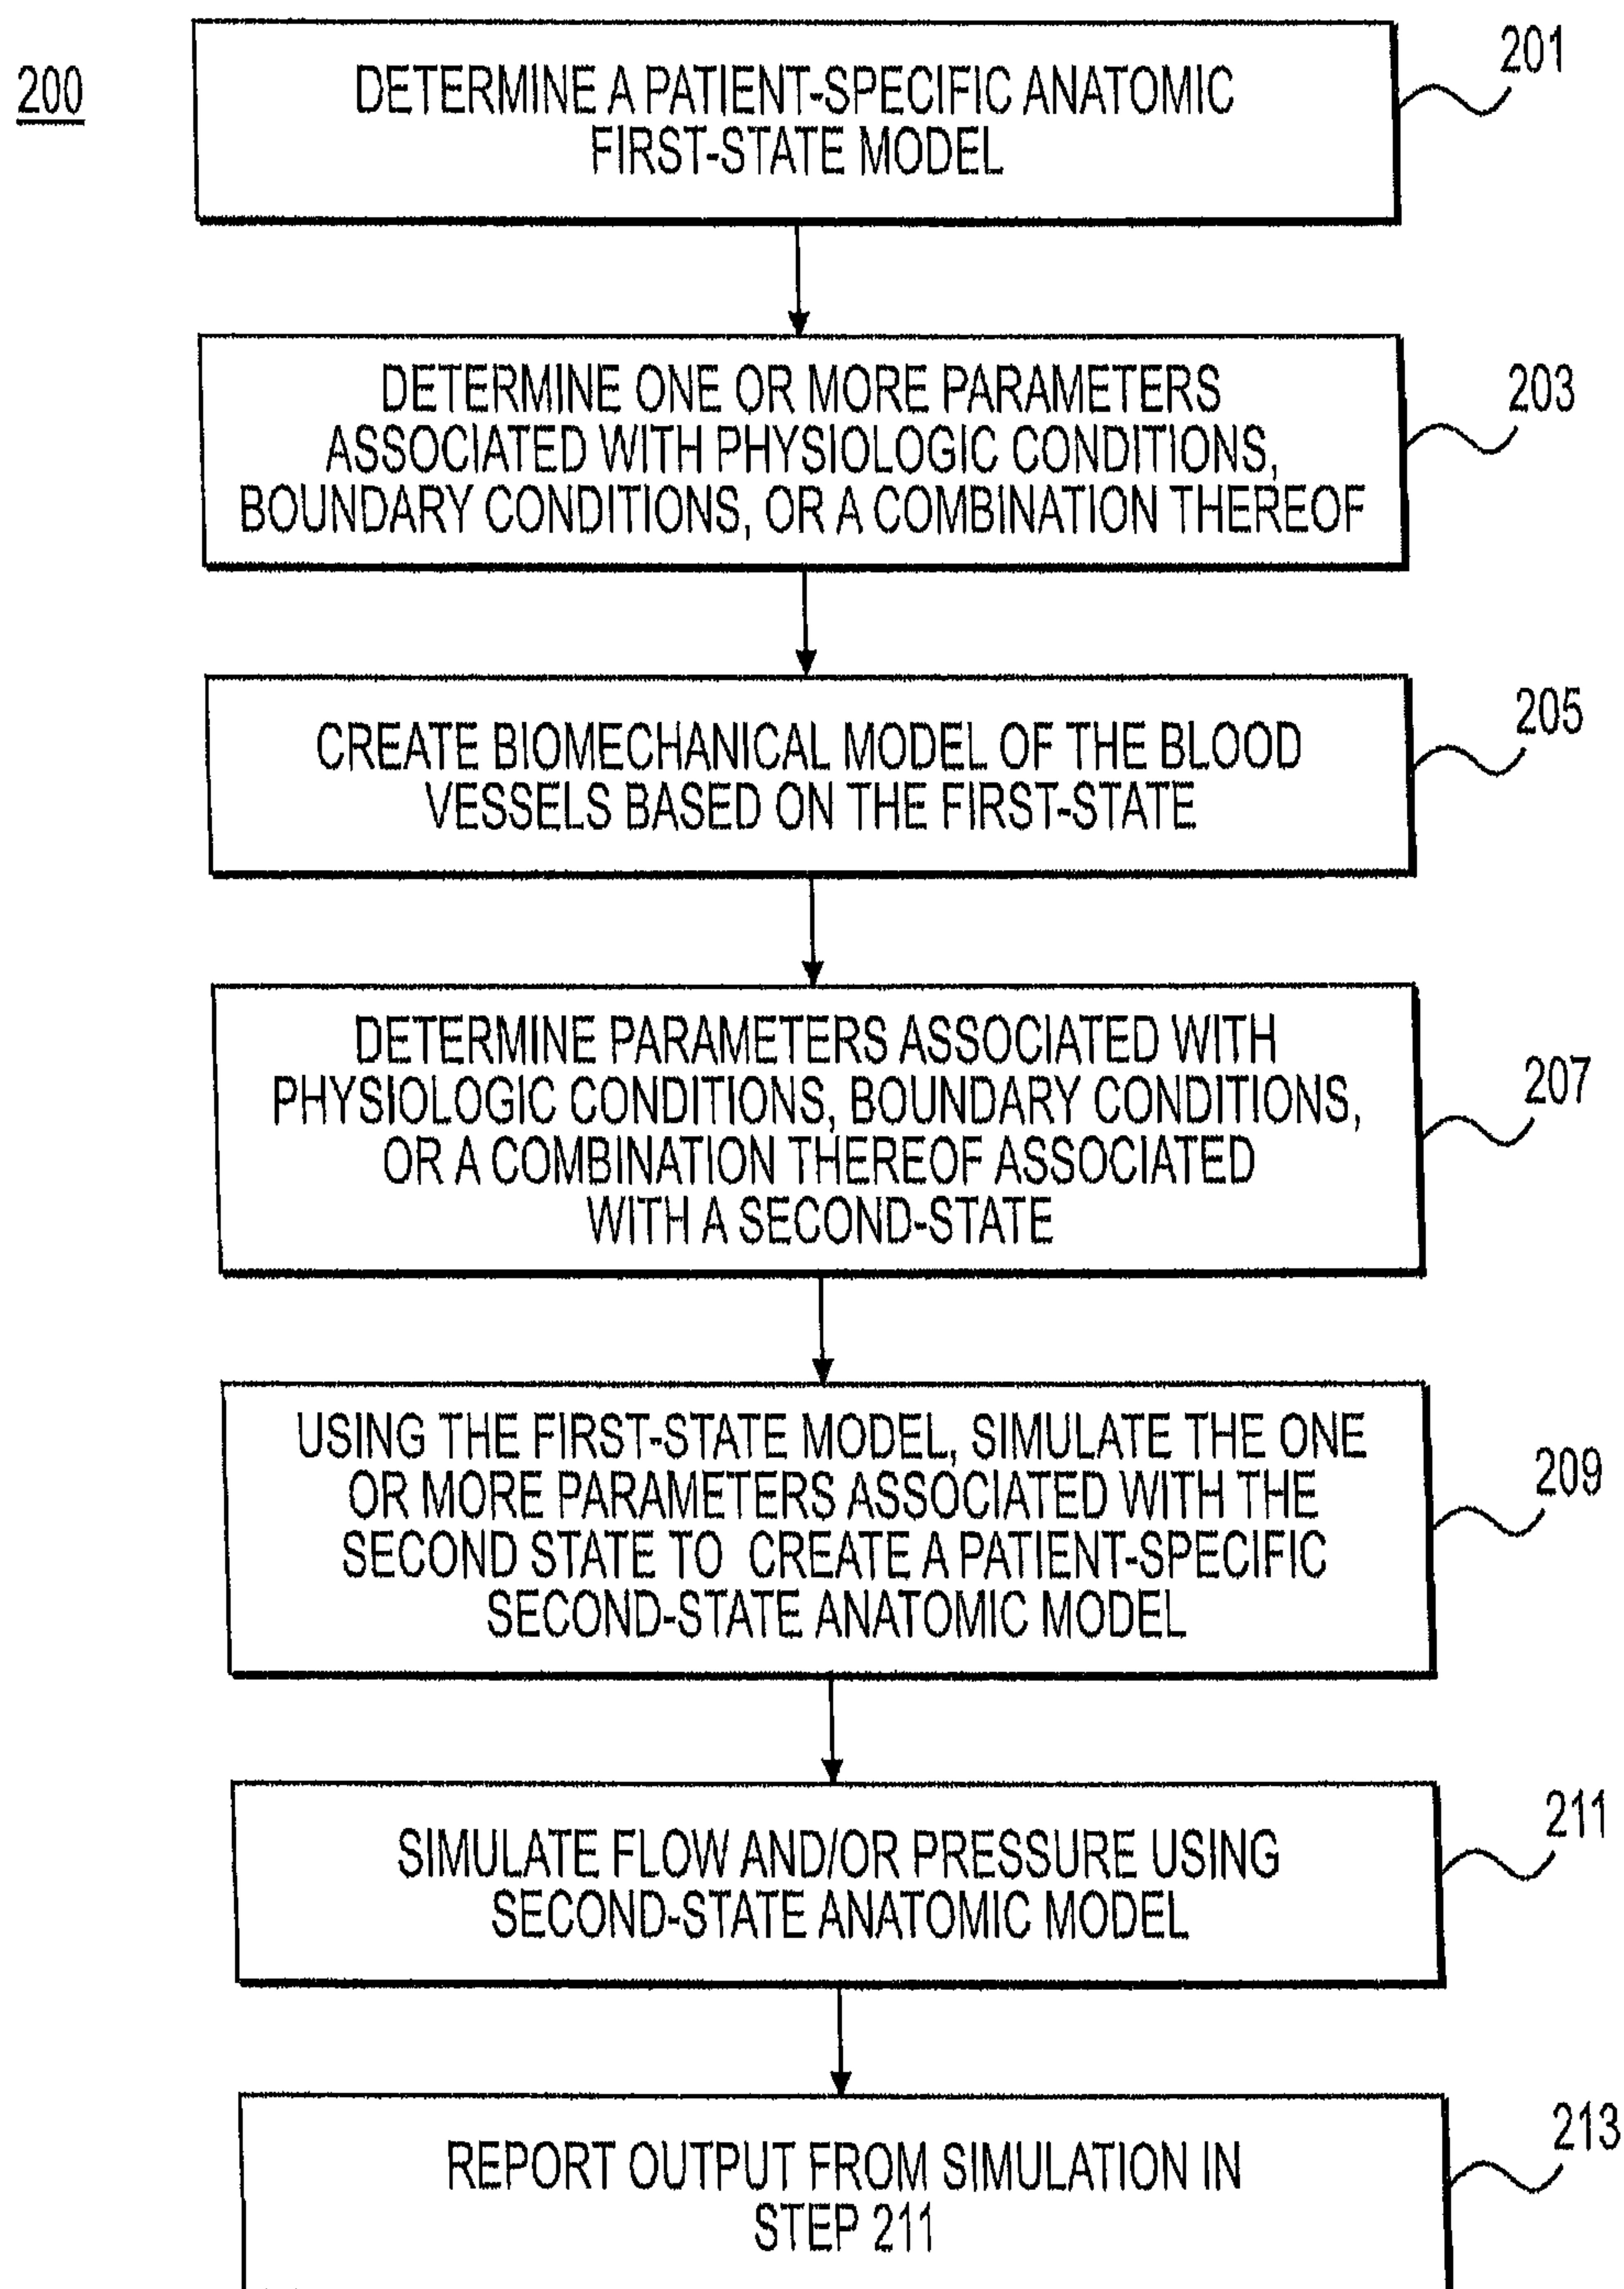 200
DETERMINE A PATIENT-SPECIFIC ANATOMIC
FIRST-STATE MODEL
201
DETERMINE ONE OR MORE PARAMETERS
ASSOCIATED WITH PHYSIOLOGIC CONDITIONS,
BOUNDARY CONDITIONS, OR A COMBINATION THEREOF
203
CREATE BIOMECHANICAL MODEL OF THE BLOOD
VESSELS BASED ON THE FIRST-STATE
205
DETERMINE PARAMETERS ASSOCIATED WITH
PHYSIOLOGIC CONDITIONS, BOUNDARY CONDITIONS,
OR A COMBINATION THEREOF ASSOCIATED
WITH A SECOND-STATE
207
USING THE FIRST-STATE MODEL, SIMULATE THE ONE
OR MORE PARAMETERS ASSOCIATED WITH THE
SECOND STATE TO CREATE A PATIENT-SPECIFIC
SECOND-STATE ANATOMIC MODEL
209
SIMULATE FLOW AND/OR PRESSURE USING
SECOND-STATE ANATOMIC MODEL
211
REPORT OUTPUT FROM SIMULATION IN
STEP 211
213